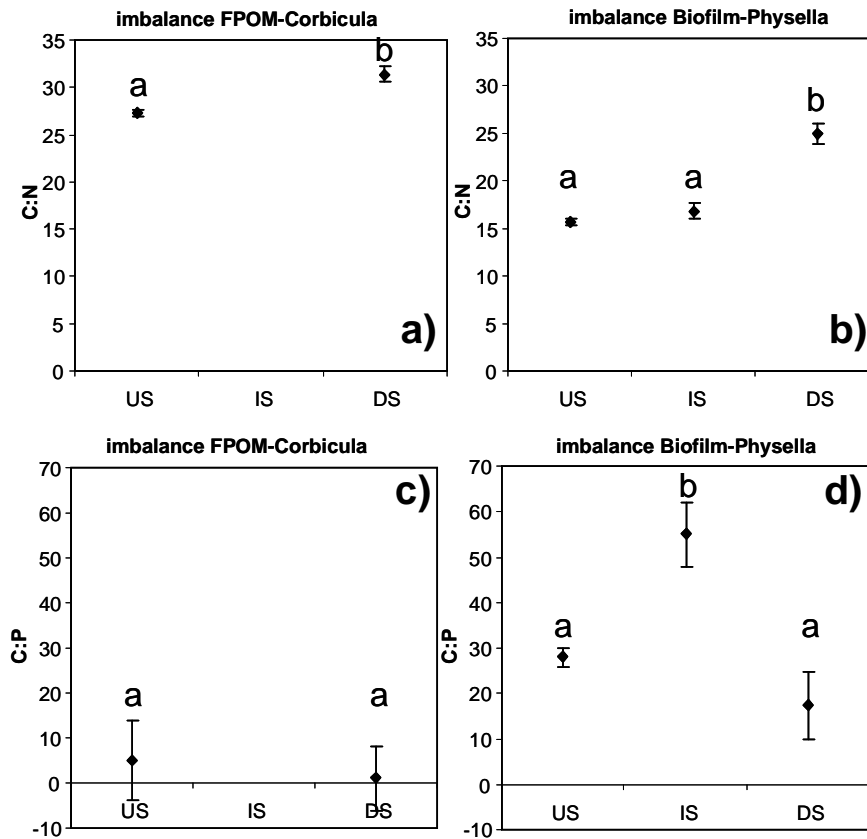 imbalance FPOM-Corbicula
35
30
25
20
15
10
5
0
C:N
a
b
a)
US IS DS
imbalance Biofilm-Physella
35
30
25
20
15
10
5
0
C:N
a
a
b
b)
US IS DS
imbalance FPOM-Corbicula
70
60
50
40
30
20
10
0
-10
C:P
a
a
c)
US IS DS
imbalance Biofilm-Physella
70
60
50
40
30
20
10
0
-10
C:P
a
b
a
d)
US IS DS